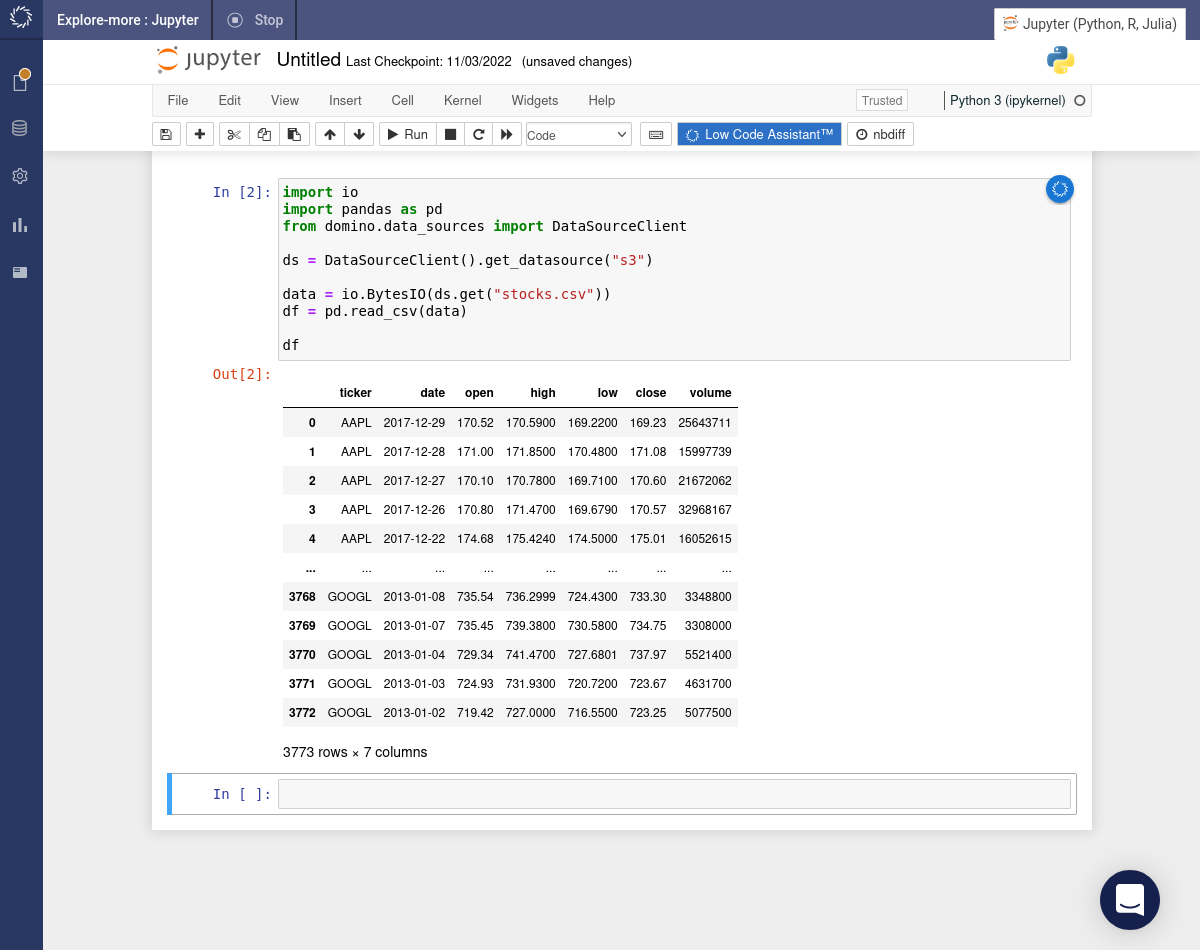 Explore-more : Jupyter Stop
Jupyter (Python, R, Julia)
jupyter Untitled Last Checkpoint: 11/03/2022 (unsaved changes)
File Edit View Insert Cell Kernel Widgets Help Trusted Python 3 (ipykernel)
Run Code Low Code Assistant™ nbdiff
In [2]: import io
import pandas as pd
from domino.data_sources import DataSourceClient
ds = DataSourceClient().get_datasource("s3")
data = io.BytesIO(ds.get("stocks.csv"))
df = pd.read_csv(data)
df
Out[2]:
ticker date open high low close volume
0 AAPL 2017-12-29 170.52 170.5900 169.2200 169.23 25643711
1 AAPL 2017-12-28 171.00 171.8500 170.4800 171.08 15997739
2 AAPL 2017-12-27 170.10 170.7800 169.7100 170.60 21672062
3 AAPL 2017-12-26 170.80 171.4700 169.6790 170.57 32968167
4 AAPL 2017-12-22 174.68 175.4240 174.5000 175.01 16052615
... ... ... ... ... ... ... ...
3768 GOOGL 2013-01-08 735.54 736.2999 724.4300 733.30 3348800
3769 GOOGL 2013-01-07 735.45 739.3800 730.5800 734.75 3308000
3770 GOOGL 2013-01-04 729.34 741.4700 727.6801 737.97 5521400
3771 GOOGL 2013-01-03 724.93 731.9300 720.7200 723.67 4631700
3772 GOOGL 2013-01-02 719.42 727.0000 716.5500 723.25 5077500
3773 rows × 7 columns
In [ ]: